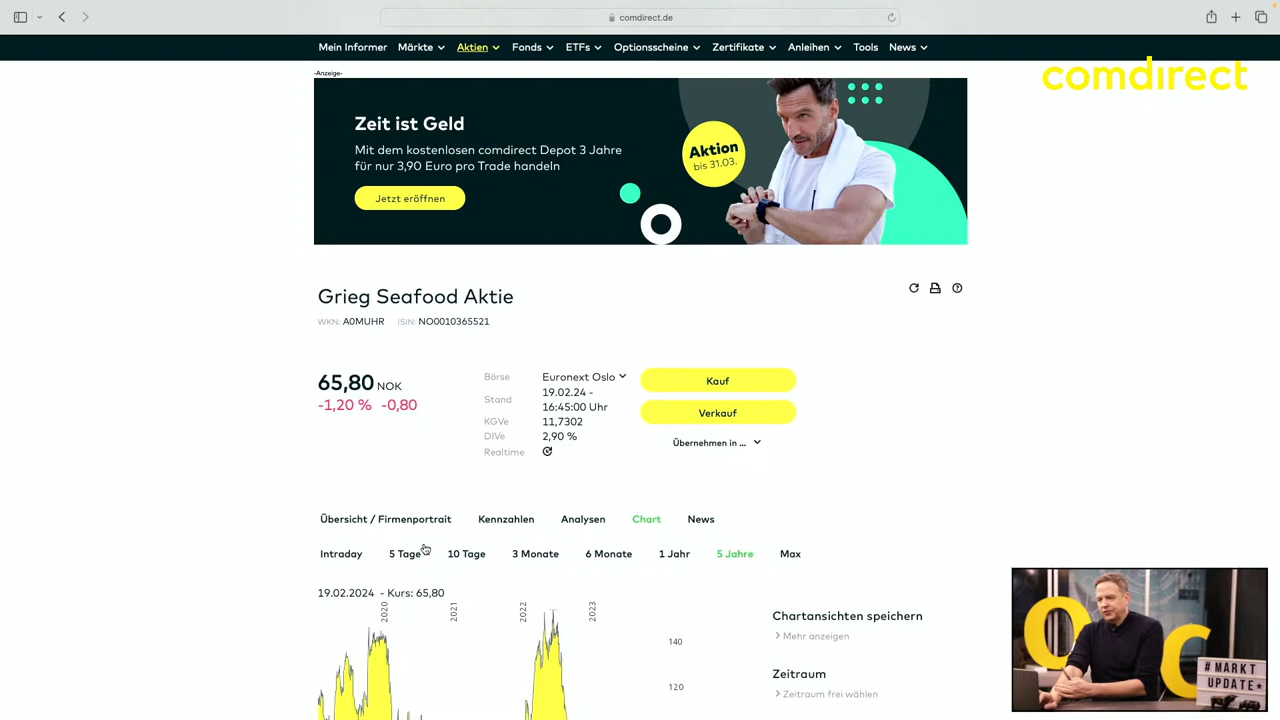 comdirect.de
Mein Informer Märkte Aktien Fonds ETFs Optionsscheine Zertifikate Anleihen Tools News
-Anzeige-
comdirect
Zeit ist Geld
Mit dem kostenlosen comdirect Depot 3 Jahre
für nur 3,90 Euro pro Trade handeln
Jetzt eröffnen
Aktion
bis 31.03.
Grieg Seafood Aktie
WKN: A0MUHR ISIN: NO0010365521
65,80 NOK
-1,20 % -0,80
Börse Euronext Oslo
Stand 19.02.24 -
16:45:00 Uhr
KGVe 11,7302
DIVe 2,90 %
Realtime
Kauf
Verkauf
Übernehmen in ...
Übersicht / Firmenportrait Kennzahlen Analysen Chart News
Intraday 5 Tage 10 Tage 3 Monate 6 Monate 1 Jahr 5 Jahre Max
19.02.2024 - Kurs: 65,80
2020 2021 2022 2023
140
120
Chartansichten speichern
Mehr anzeigen
Zeitraum
Zeitraum frei wählen
#MARKT
UPDATE